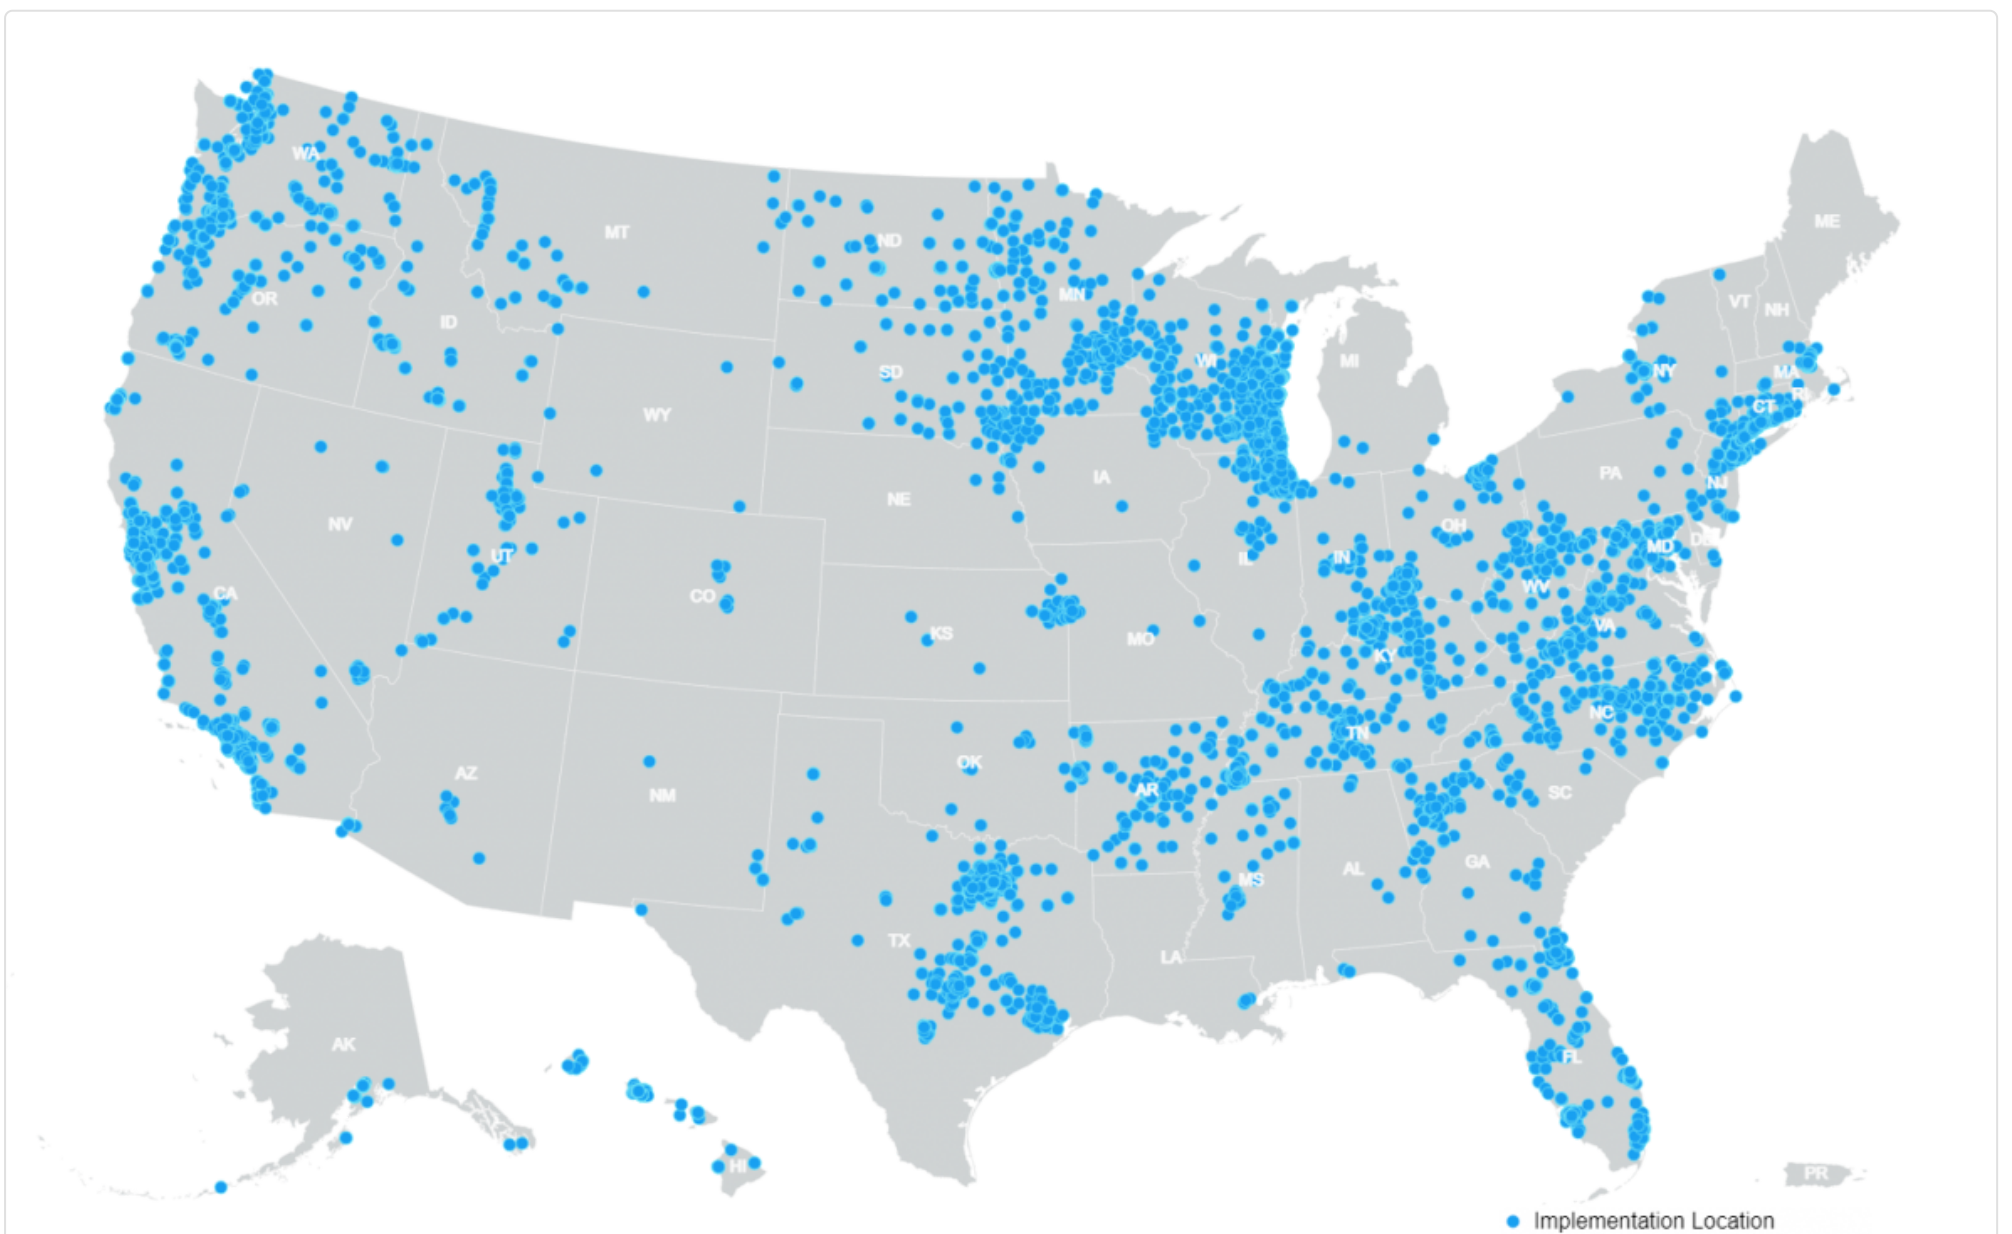 WA
ME
MT
ND
VT
MN
OR
NH
ID
WI
MI
SD
NY
MA
RI
WY
CT
IA
PA
NJ
NE
NV
OH
MD
UT
IL
IN
WV
CA
CO
VA
KS
MO
KY
NC
TN
OK
AZ
AR
SC
NM
GA
AL
MS
TX
LA
AK
FL
HI
PR
Implementation Location